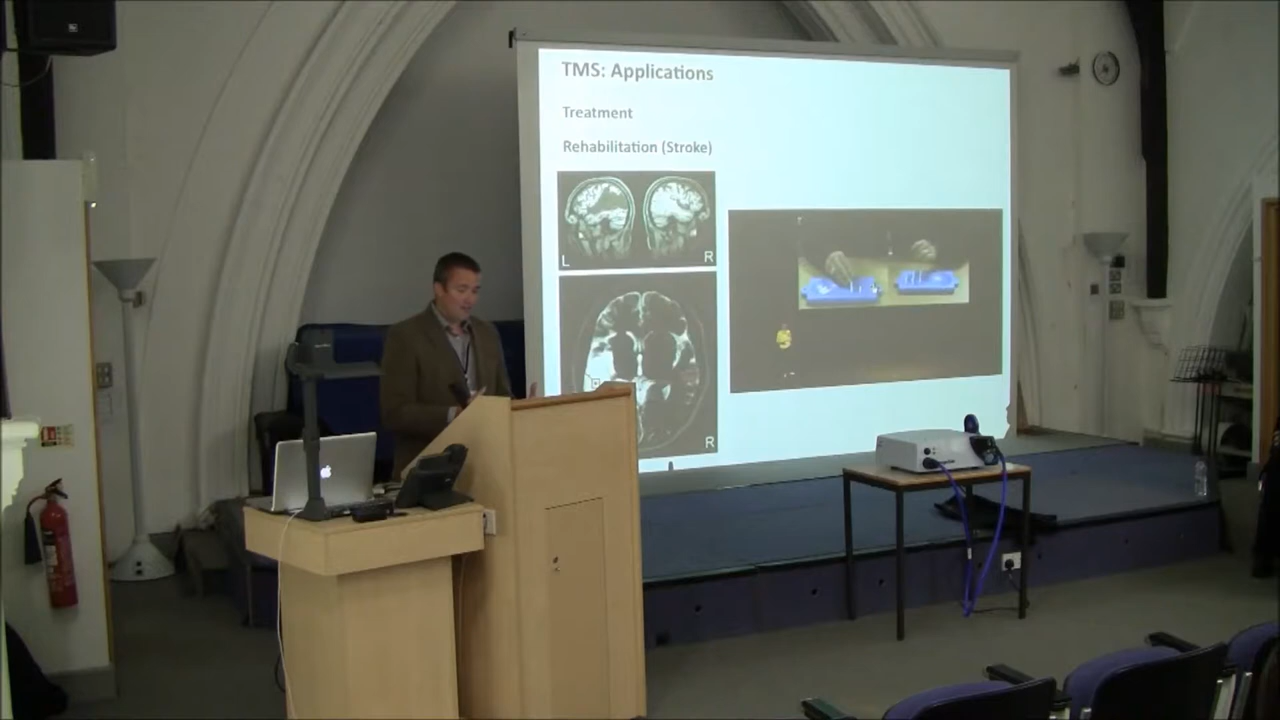 TMS: Applications
Treatment
Rehabilitation (Stroke)
L
R
R